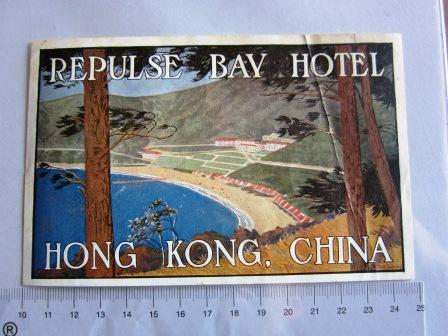 REPULSE BAY HOTEL
HONG KONG, CHINA
10 11 12 13 14 15 16 17 18 19 20 21 22 23 24 25
®